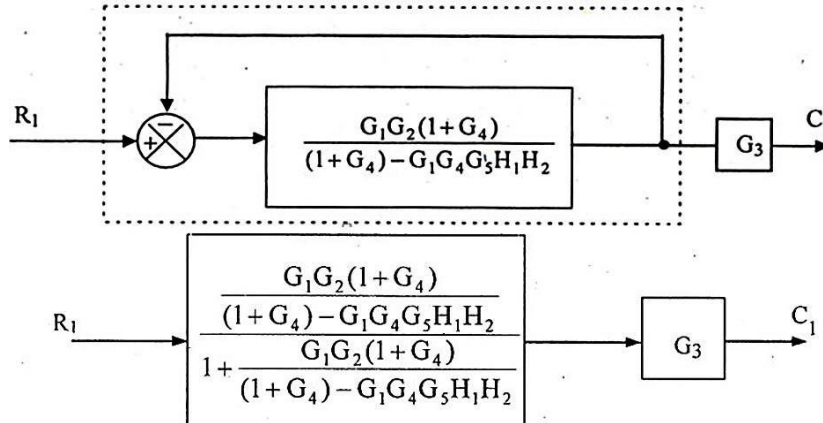 R₁
+
−
G₁G₂(1+G₄)
(1+G₄)−G₁G₄G₅H₁H₂
G₃
C
R₁
G₁G₂(1+G₄)
(1+G₄)−G₁G₄G₅H₁H₂
1+ G₁G₂(1+G₄)
(1+G₄)−G₁G₄G₅H₁H₂
G₃
C₁